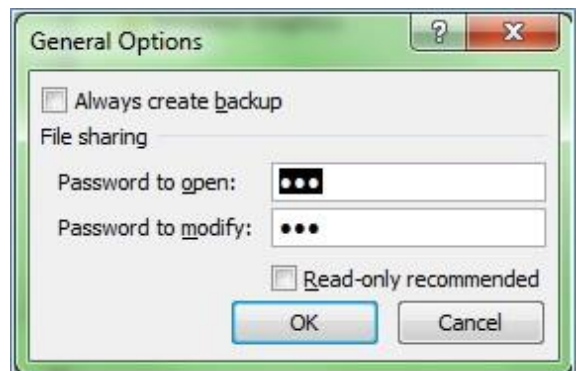 General Options
? X
Always create backup
File sharing
Password to open: •••
Password to modify: •••
Read-only recommended
OK Cancel